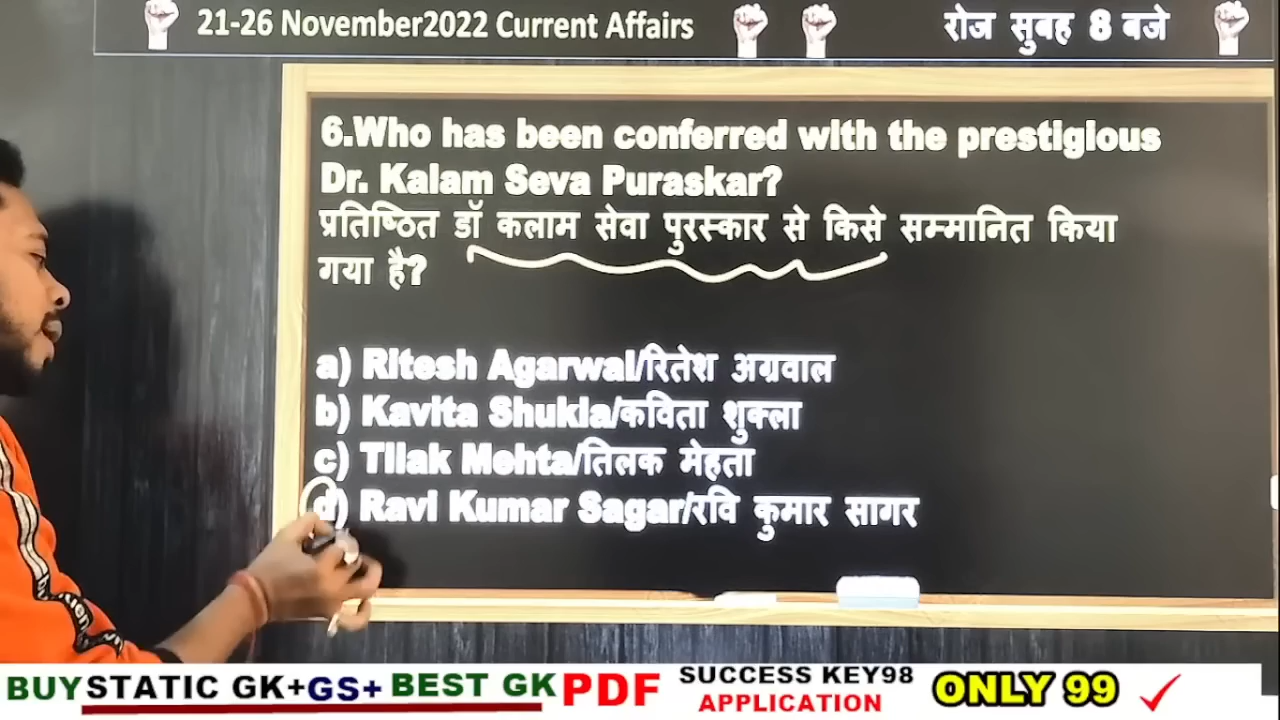 21-26 November2022 Current Affairs
रोज सुबह 8 बजे
6.Who has been conferred with the prestigious
Dr. Kalam Seva Puraskar?
प्रतिष्ठित डॉ कलाम सेवा पुरस्कार से किसे सम्मानित किया
गया है?
a) Ritesh Agarwal/रितेश अग्रवाल
b) Kavita Shukla/कविता शुक्ला
c) Tilak Mehta/तिलक मेहता
d) Ravi Kumar Sagar/रवि कुमार सागर
BUY STATIC GK+GS+ BEST GK PDF
SUCCESS KEY98
APPLICATION
ONLY 99